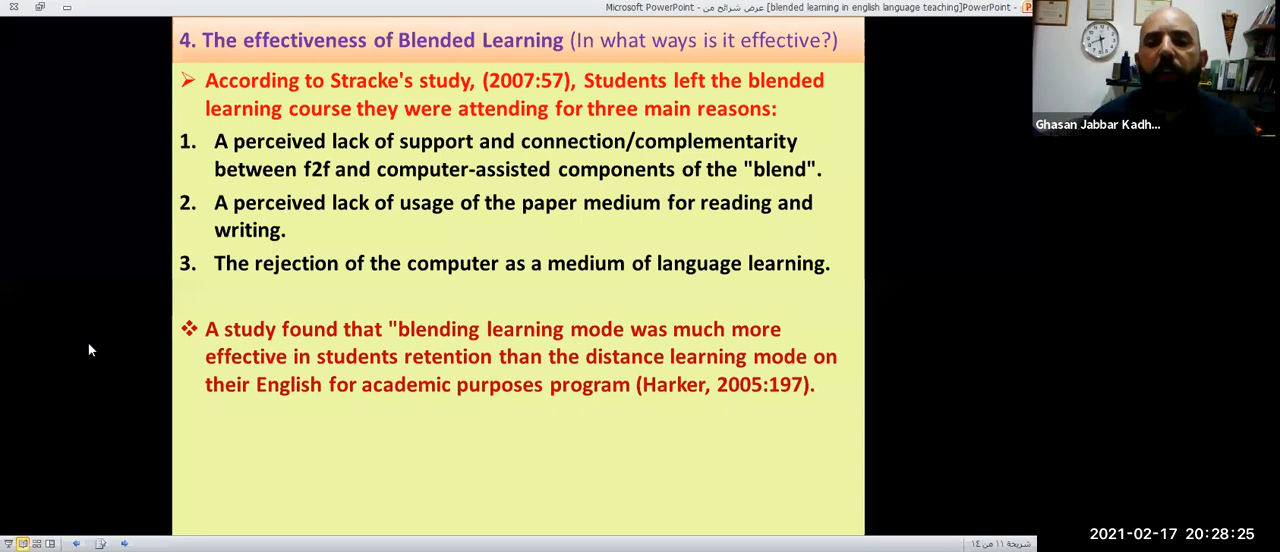 Microsoft PowerPoint - عرض شرائح من - [blended learning in english language teaching]PowerPoint -
4. The effectiveness of Blended Learning (In what ways is it effective?)
➢ According to Stracke's study, (2007:57), Students left the blended
learning course they were attending for three main reasons:
1. A perceived lack of support and connection/complementarity
between f2f and computer-assisted components of the "blend".
2. A perceived lack of usage of the paper medium for reading and
writing.
3. The rejection of the computer as a medium of language learning.
❖ A study found that "blending learning mode was much more
effective in students retention than the distance learning mode on
their English for academic purposes program (Harker, 2005:197).
Ghasan Jabbar Kadh...
2021-02-17 20:28:25
شريحة ١١ من ١٤